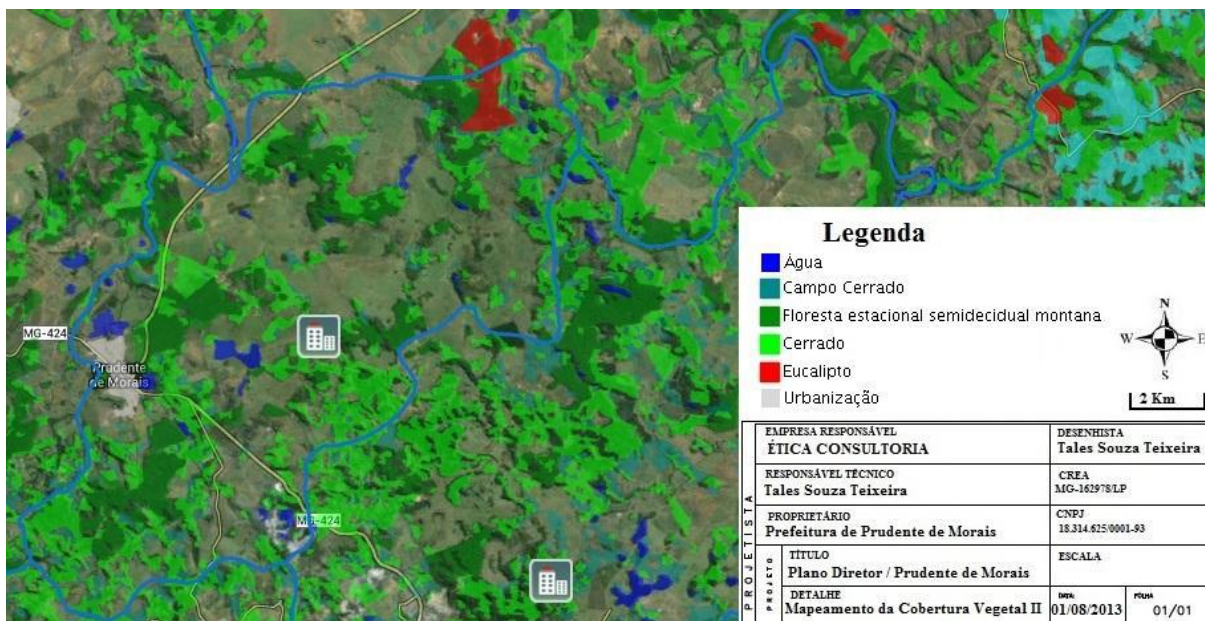 MG-424
Prudente
de Morais
MG-424
Legenda
Água
Campo Cerrado
Floresta estacional semidecidual montana
Cerrado
Eucalipto
Urbanização
N
W E
S
2 Km
PROJETISTA
EMPRESA RESPONSÁVEL
ÉTICA CONSULTORIA
DESENHISTA
Tales Souza Teixeira
RESPONSÁVEL TÉCNICO
Tales Souza Teixeira
CREA
MG-162978/LP
PROPRIETÁRIO
Prefeitura de Prudente de Morais
CNPJ
18.314.625/0001-93
PROJETO
TÍTULO
Plano Diretor / Prudente de Morais
ESCALA
DETALHE
Mapeamento da Cobertura Vegetal II
DATA
01/08/2013
FOLHA
01/01